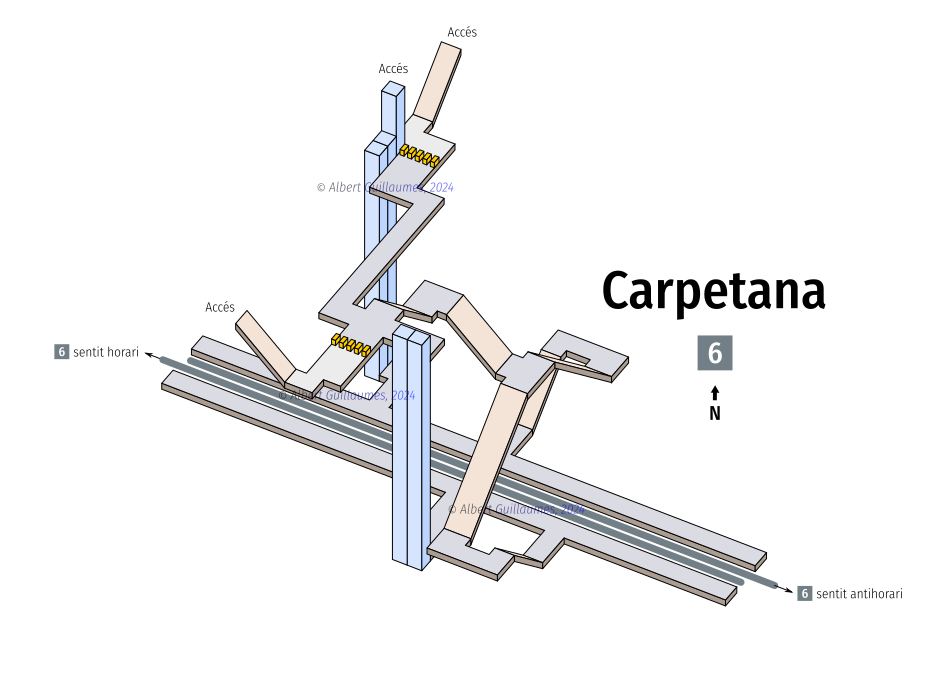 Accés
Accés
© Albert Guillaumes, 2024
Carpetana
Accés
6
6 sentit horari
N
© Albert Guillaumes, 2024
© Albert Guillaumes, 2024
6 sentit antihorari